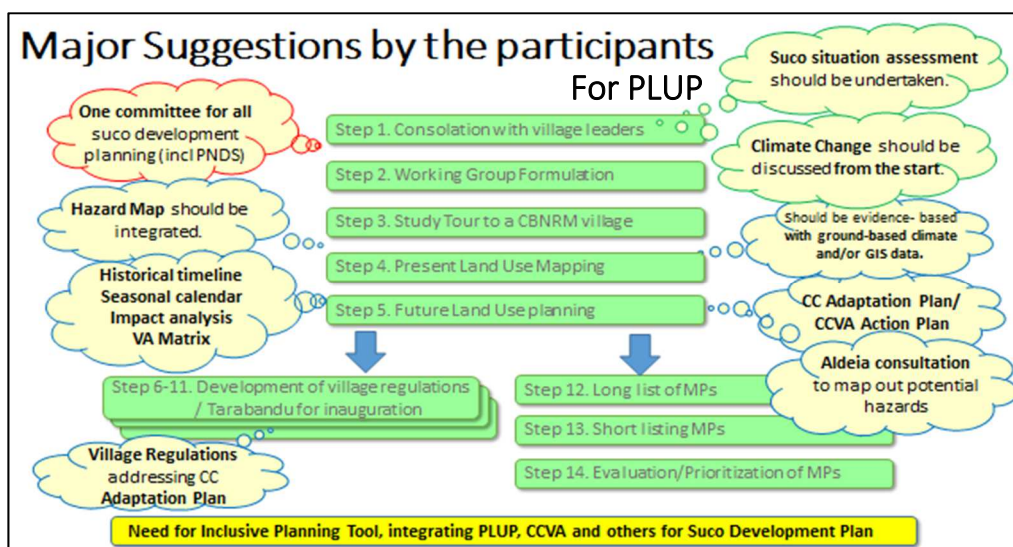 Major Suggestions by the participants
For PLUP
Suco situation assessment
should be undertaken.
One committee for all
suco development
planning (incl PNDS)
Step 1. Consolation with village leaders
Climate Change should be
discussed from the start.
Step 2. Working Group Formulation
Hazard Map should be
integrated.
Step 3. Study Tour to a CBNRM village
Should be evidence- based
with ground-based climate
and/or GIS data.
Historical timeline
Seasonal calendar
Impact analysis
VA Matrix
Step 4. Present Land Use Mapping
Step 5. Future Land Use planning
CC Adaptation Plan/
CCVA Action Plan
Aldeia consultation
to map out potential
hazards
Step 6-11. Development of village regulations
/ Tarabandu for inauguration
Step 12. Long list of MPs
Step 13. Short listing MPs
Step 14. Evaluation/Prioritization of MPs
Village Regulations
addressing CC
Adaptation Plan
Need for Inclusive Planning Tool, integrating PLUP, CCVA and others for Suco Development Plan